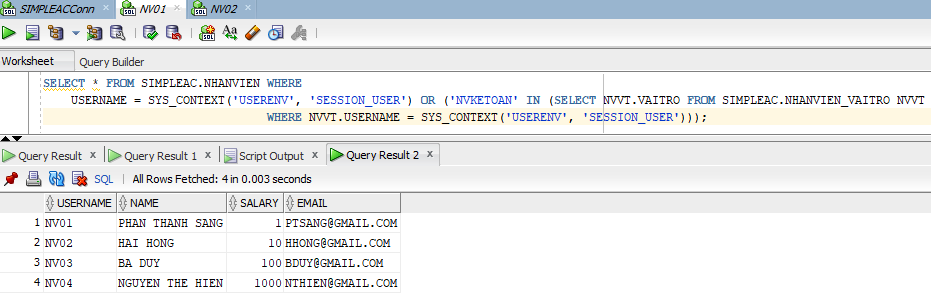 SIMPLEACConn NV01 NV02
Worksheet Query Builder
SELECT * FROM SIMPLEAC.NHANVIEN WHERE
USERNAME = SYS_CONTEXT('USERENV', 'SESSION_USER') OR ('NVKETOAN' IN (SELECT NVVT.VAITRO FROM SIMPLEAC.NHANVIEN_VAITRO NVVT
WHERE NVVT.USERNAME = SYS_CONTEXT('USERENV', 'SESSION_USER')));
Query Result x Query Result 1 x Script Output x Query Result 2 x
SQL | All Rows Fetched: 4 in 0.003 seconds
USERNAME NAME SALARY EMAIL
1 NV01 PHAN THANH SANG 1 PTSANG@GMAIL.COM
2 NV02 HAI HONG 10 HHONG@GMAIL.COM
3 NV03 BA DUY 100 BDUY@GMAIL.COM
4 NV04 NGUYEN THE HIEN 1000 NTHIEN@GMAIL.COM